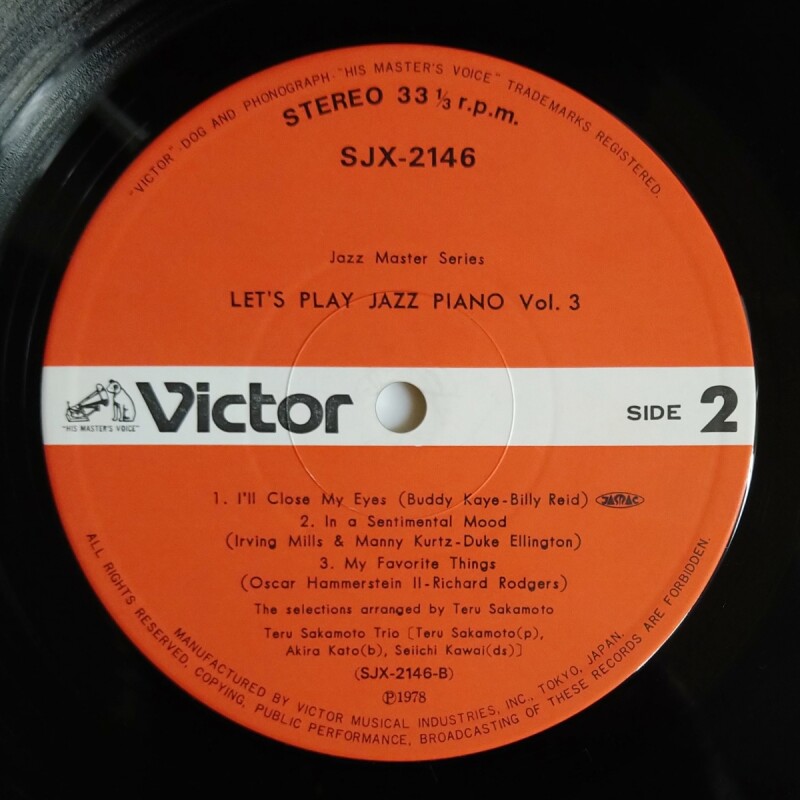 "VICTOR"·DOG AND PHONOGRAPH·"HIS MASTER'S VOICE" TRADEMARKS REGISTERED.
STEREO 33 1/3 r.p.m.
SJX-2146
Jazz Master Series
LET'S PLAY JAZZ PIANO Vol. 3
"HIS MASTER'S VOICE"
Victor
SIDE 2
1. I'll Close My Eyes (Buddy Kaye-Billy Reid) JASRAC
2. In a Sentimental Mood
(Irving Mills & Manny Kurtz-Duke Ellington)
3. My Favorite Things
(Oscar Hammerstein II-Richard Rodgers)
The selections arranged by Teru Sakamoto
Teru Sakamoto Trio [Teru Sakamoto(p),
Akira Kato(b), Seiichi Kawai(ds)]
(SJX-2146-B)
Ⓟ1978
MANUFACTURED BY VICTOR MUSICAL INDUSTRIES, INC., TOKYO, JAPAN.
ALL RIGHTS RESERVED. COPYING, PUBLIC PERFORMANCE, BROADCASTING OF THESE RECORDS ARE FORBIDDEN.